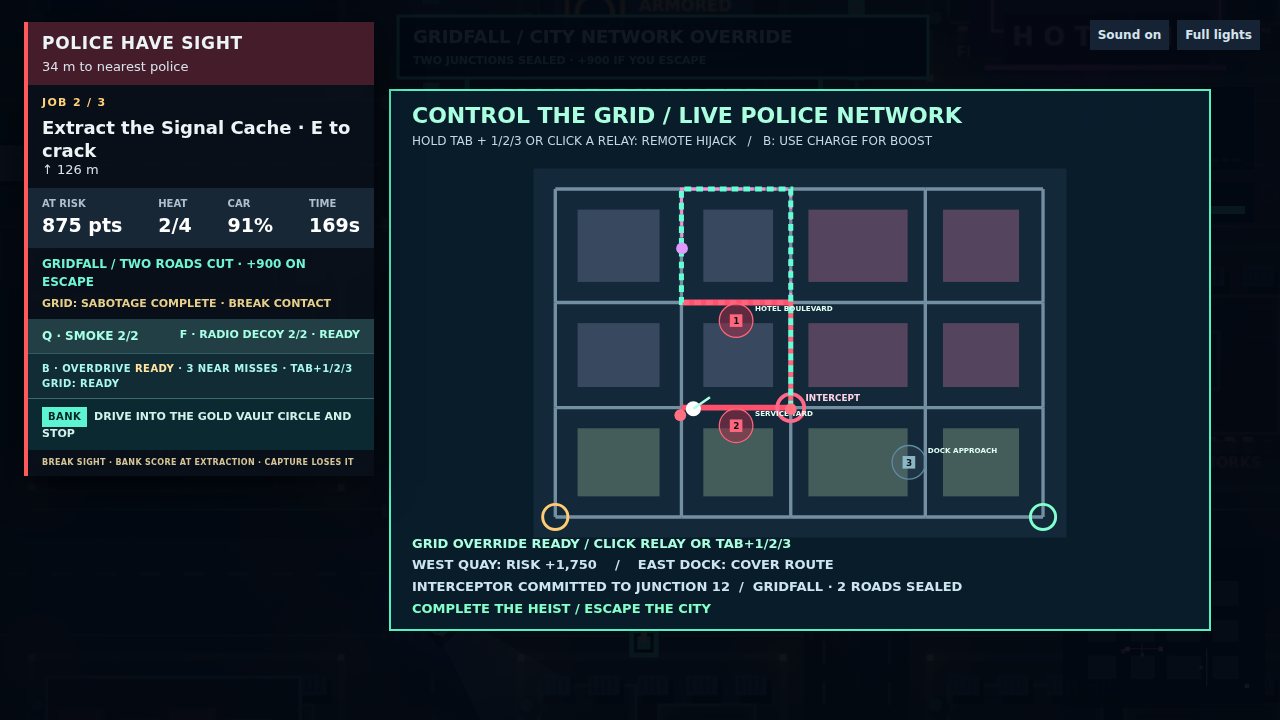 POLICE HAVE SIGHT
34 m to nearest police
JOB 2 / 3
Extract the Signal Cache · E to
crack
↑ 126 m
AT RISK HEAT CAR TIME
875 pts 2/4 91% 169s
GRIDFALL / TWO ROADS CUT · +900 ON
ESCAPE
GRID: SABOTAGE COMPLETE · BREAK CONTACT
Q · SMOKE 2/2 F · RADIO DECOY 2/2 · READY
B · OVERDRIVE READY · 3 NEAR MISSES · TAB+1/2/3
GRID: READY
BANK DRIVE INTO THE GOLD VAULT CIRCLE AND
STOP
BREAK SIGHT · BANK SCORE AT EXTRACTION · CAPTURE LOSES IT
ARMORED
GRIDFALL / CITY NETWORK OVERRIDE
TWO JUNCTIONS SEALED · +900 IF YOU ESCAPE
HOT
Sound on
Full lights
CONTROL THE GRID / LIVE POLICE NETWORK
HOLD TAB + 1/2/3 OR CLICK A RELAY: REMOTE HIJACK / B: USE CHARGE FOR BOOST
HOTEL BOULEVARD
1
INTERCEPT
SERVICE YARD
2
DOCK APPROACH
3
ORKS
GRID OVERRIDE READY / CLICK RELAY OR TAB+1/2/3
WEST QUAY: RISK +1,750 / EAST DOCK: COVER ROUTE
INTERCEPTOR COMMITTED TO JUNCTION 12 / GRIDFALL · 2 ROADS SEALED
COMPLETE THE HEIST / ESCAPE THE CITY